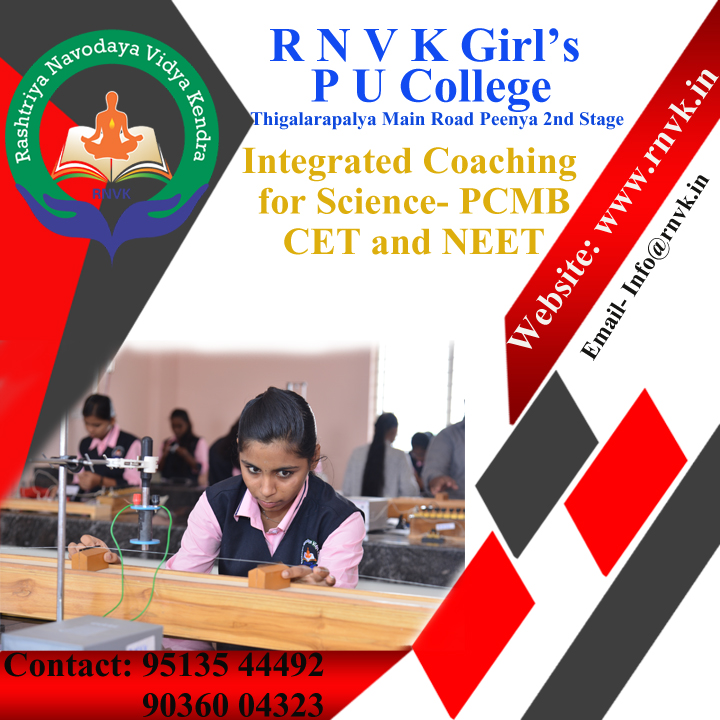 Rashtriya Navodaya Vidya Kendra
RNVK
R N V K Girl's
P U College
Thigalarapalya Main Road Peenya 2nd Stage
Integrated Coaching
for Science- PCMB
CET and NEET
Website: www.rnvk.in
Email- Info@rnvk.in
Contact: 95135 44492
90360 04323